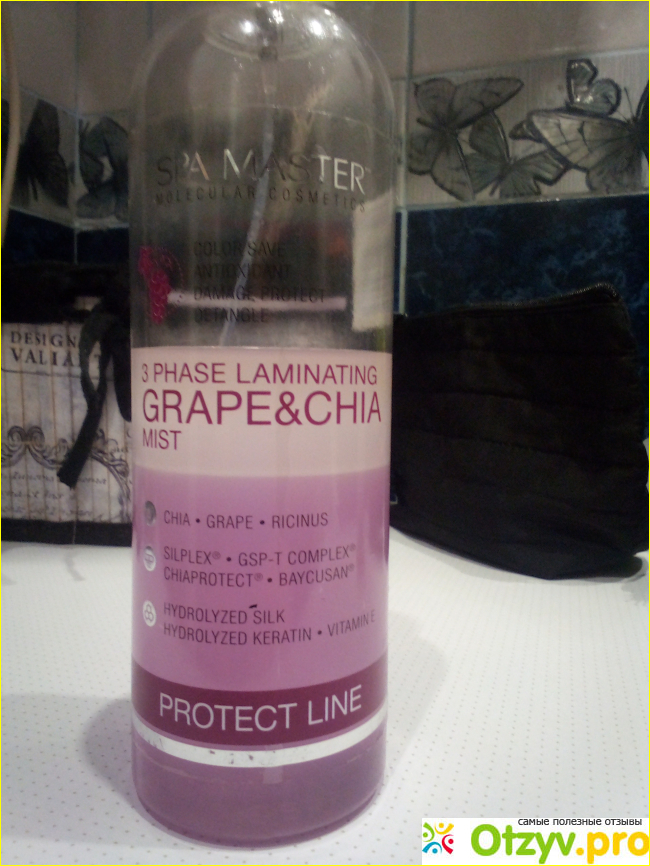 SPA MASTER™
MOLECULAR COSMETICS
COLOR SAVE
ANTIOXIDANT
DAMAGE PROTECT
DETANGLE
DESIGN
VALIA
3 PHASE LAMINATING
GRAPE&CHIA
MIST
CHIA • GRAPE • RICINUS
SILPLEX® • GSP-T COMPLEX®
CHIAPROTECT® • BAYCUSAN®
HYDROLYZED SILK
HYDROLYZED KERATIN • VITAMIN E
PROTECT LINE
самые полезные отзывы
Otzyv.pro